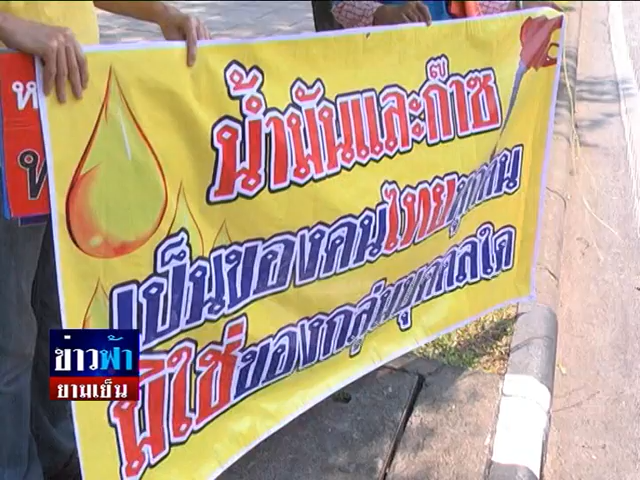 น้ำมันและก๊าซ
เป็นของคนไทยทุกคน
มิใช่ของกลุ่มบุคคลใด
ข่าวฟ้า
ยามเย็น